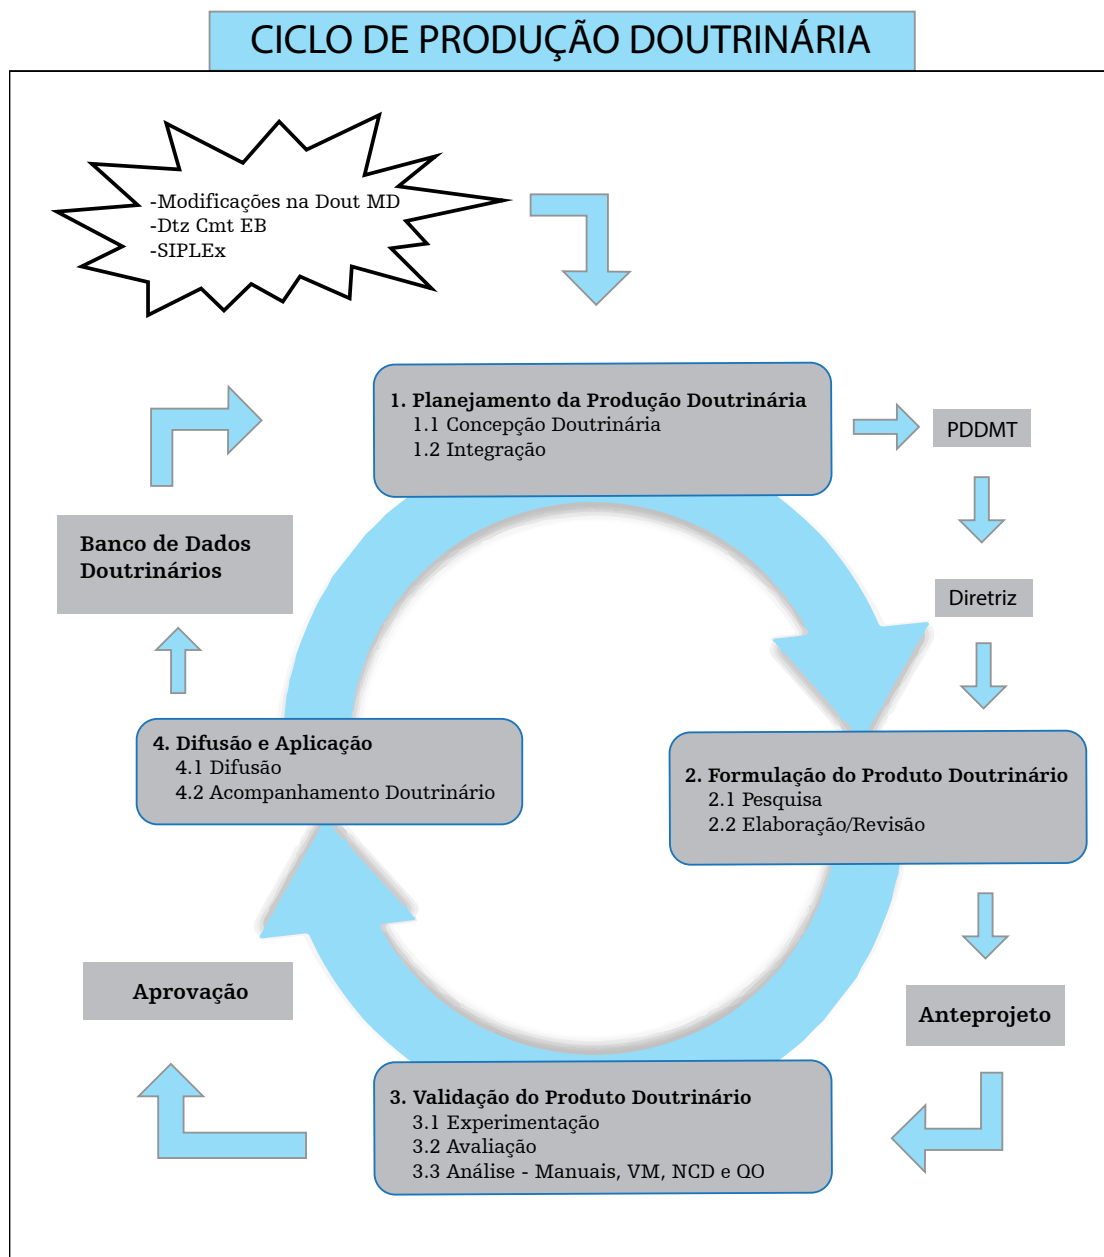 CICLO DE PRODUÇÃO DOUTRINÁRIA
-Modificações na Dout MD
-Dtz Cmt EB
-SIPLEx
1. Planejamento da Produção Doutrinária
1.1 Concepção Doutrinária
1.2 Integração
PDDMT
Diretriz
2. Formulação do Produto Doutrinário
2.1 Pesquisa
2.2 Elaboração/Revisão
Anteprojeto
3. Validação do Produto Doutrinário
3.1 Experimentação
3.2 Avaliação
3.3 Análise - Manuais, VM, NCD e QO
Aprovação
4. Difusão e Aplicação
4.1 Difusão
4.2 Acompanhamento Doutrinário
Banco de Dados
Doutrinários